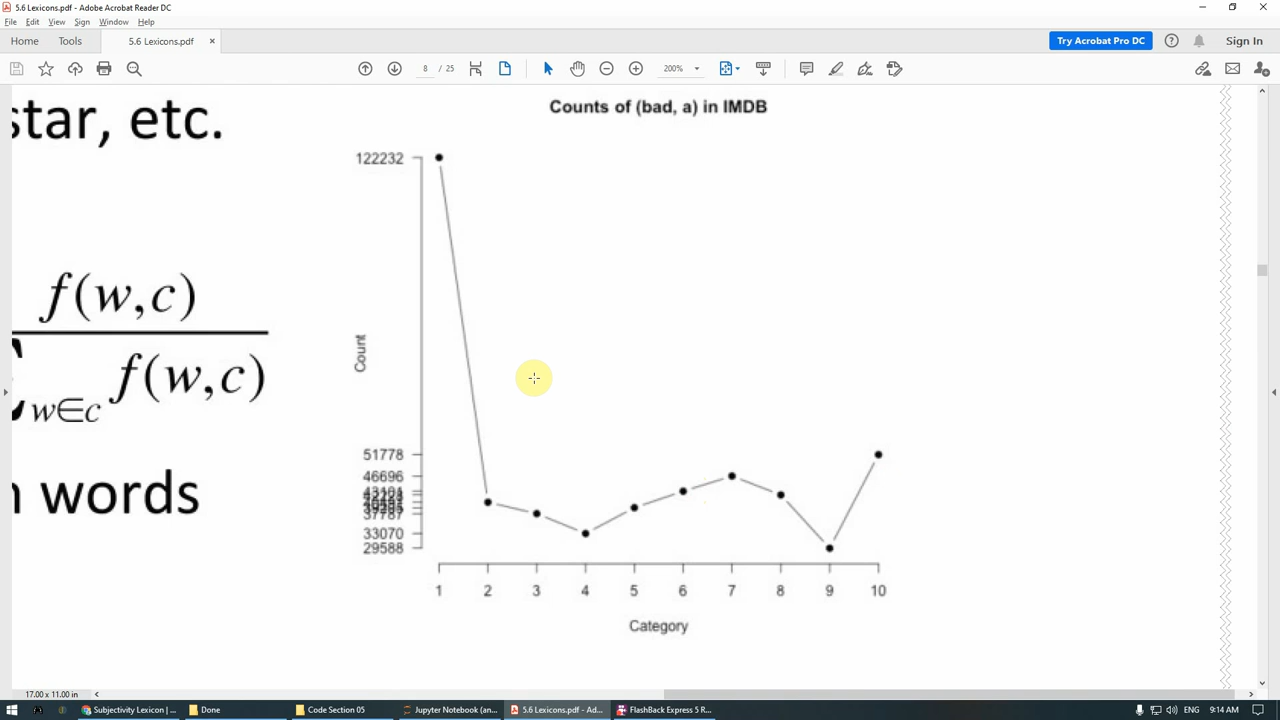 5.6 Lexicons.pdf - Adobe Acrobat Reader DC
File Edit View Sign Window Help
Home Tools 5.6 Lexicons.pdf × Try Acrobat Pro DC Sign In
8 / 25 200%
star, etc.
f(w,c)
w∈c f(w,c)
words
Counts of (bad, a) in IMDB
122232
Count
51778
46696
37787
33070
29588
1 2 3 4 5 6 7 8 9 10
Category
17.00 x 11.00 in
Subjectivity Lexicon | ... Done Code Section 05 Jupyter Notebook (an... 5.6 Lexicons.pdf - Ad... FlashBack Express 5 R... ENG 9:14 AM